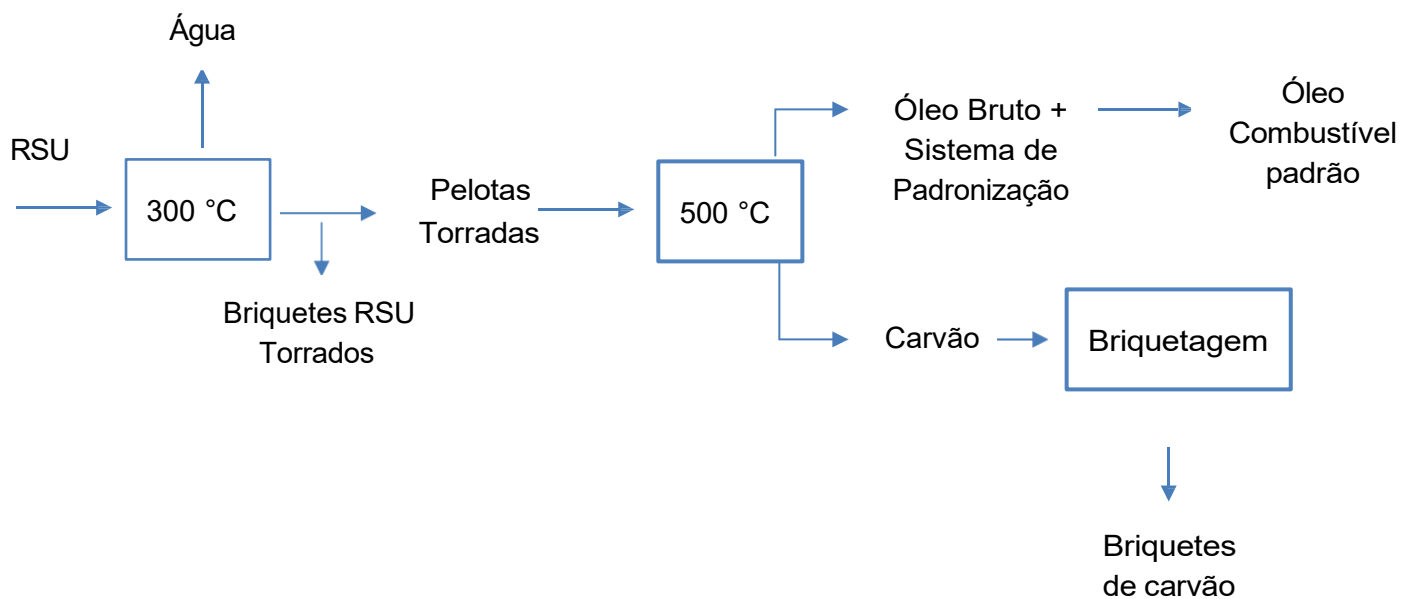 Água
RSU
300 °C
Pelotas
Torradas
Briquetes RSU
Torrados
500 °C
Óleo Bruto +
Sistema de
Padronização
Óleo
Combustível
padrão
Carvão
Briquetagem
Briquetes
de carvão